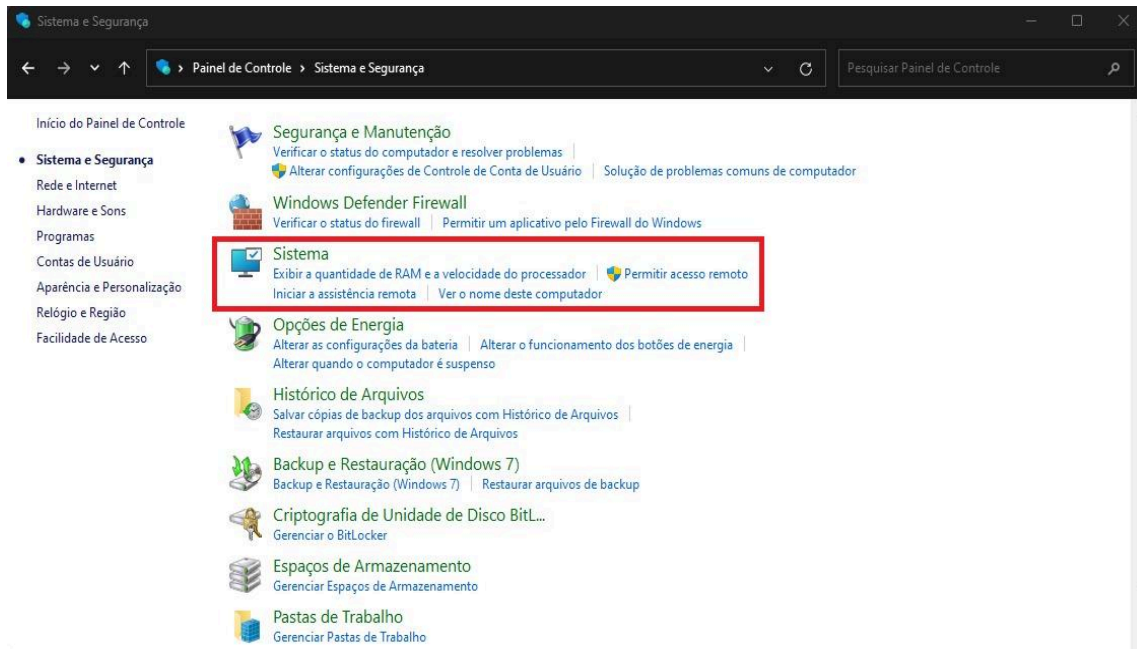 Sistema e Segurança
Painel de Controle › Sistema e Segurança
Pesquisar Painel de Controle
Início do Painel de Controle
Sistema e Segurança
Rede e Internet
Hardware e Sons
Programas
Contas de Usuário
Aparência e Personalização
Relógio e Região
Facilidade de Acesso
Segurança e Manutenção
Verificar o status do computador e resolver problemas
Alterar configurações de Controle de Conta de Usuário | Solução de problemas comuns de computador
Windows Defender Firewall
Verificar o status do firewall | Permitir um aplicativo pelo Firewall do Windows
Sistema
Exibir a quantidade de RAM e a velocidade do processador | Permitir acesso remoto
Iniciar a assistência remota | Ver o nome deste computador
Opções de Energia
Alterar as configurações da bateria | Alterar o funcionamento dos botões de energia
Alterar quando o computador é suspenso
Histórico de Arquivos
Salvar cópias de backup dos arquivos com Histórico de Arquivos
Restaurar arquivos com Histórico de Arquivos
Backup e Restauração (Windows 7)
Backup e Restauração (Windows 7) | Restaurar arquivos de backup
Criptografia de Unidade de Disco BitL...
Gerenciar o BitLocker
Espaços de Armazenamento
Gerenciar Espaços de Armazenamento
Pastas de Trabalho
Gerenciar Pastas de Trabalho